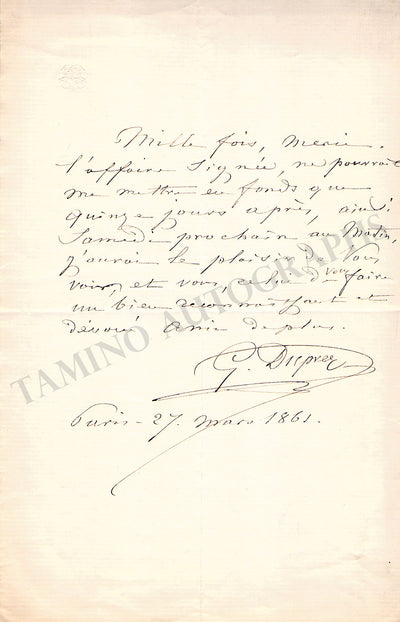 Mille fois, Merci.
l'affaire signée, ne pourrait
me mettre en fonds que
quinze jours après, ainsi
Samedi prochain au Matin,
j'aurai le plaisir de vous
voir, et vous, celui de vous faire
un bien reconnaissant et
dévoué Ami de plus.
G. Duprez
Paris - 27. mars 1861.
TAMINO AUTOGRAPHS